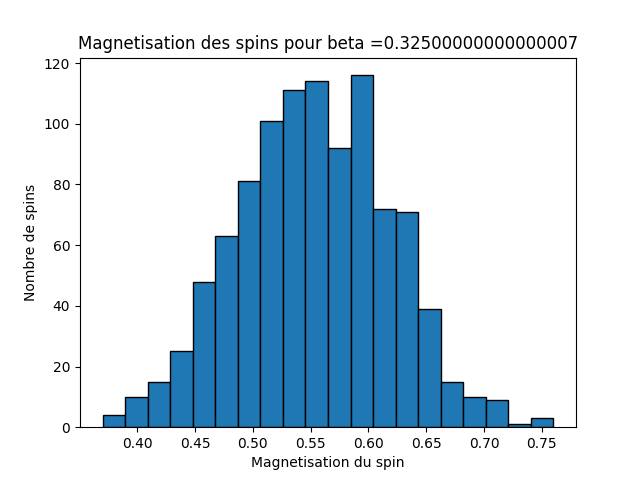 Magnetisation des spins pour beta =0.32500000000000007
120
100
80
60
40
20
0
Nombre de spins
0.40 0.45 0.50 0.55 0.60 0.65 0.70 0.75
Magnetisation du spin